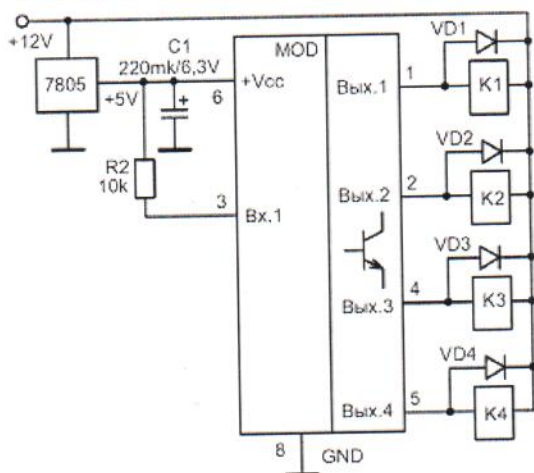 +12V
7805
+5V
C1
220mk/6,3V
6
R2
10k
3
MOD
+Vcc
Вх.1
Вых.1
Вых.2
Вых.3
Вых.4
1
2
4
5
VD1
K1
VD2
K2
VD3
K3
VD4
K4
8
GND